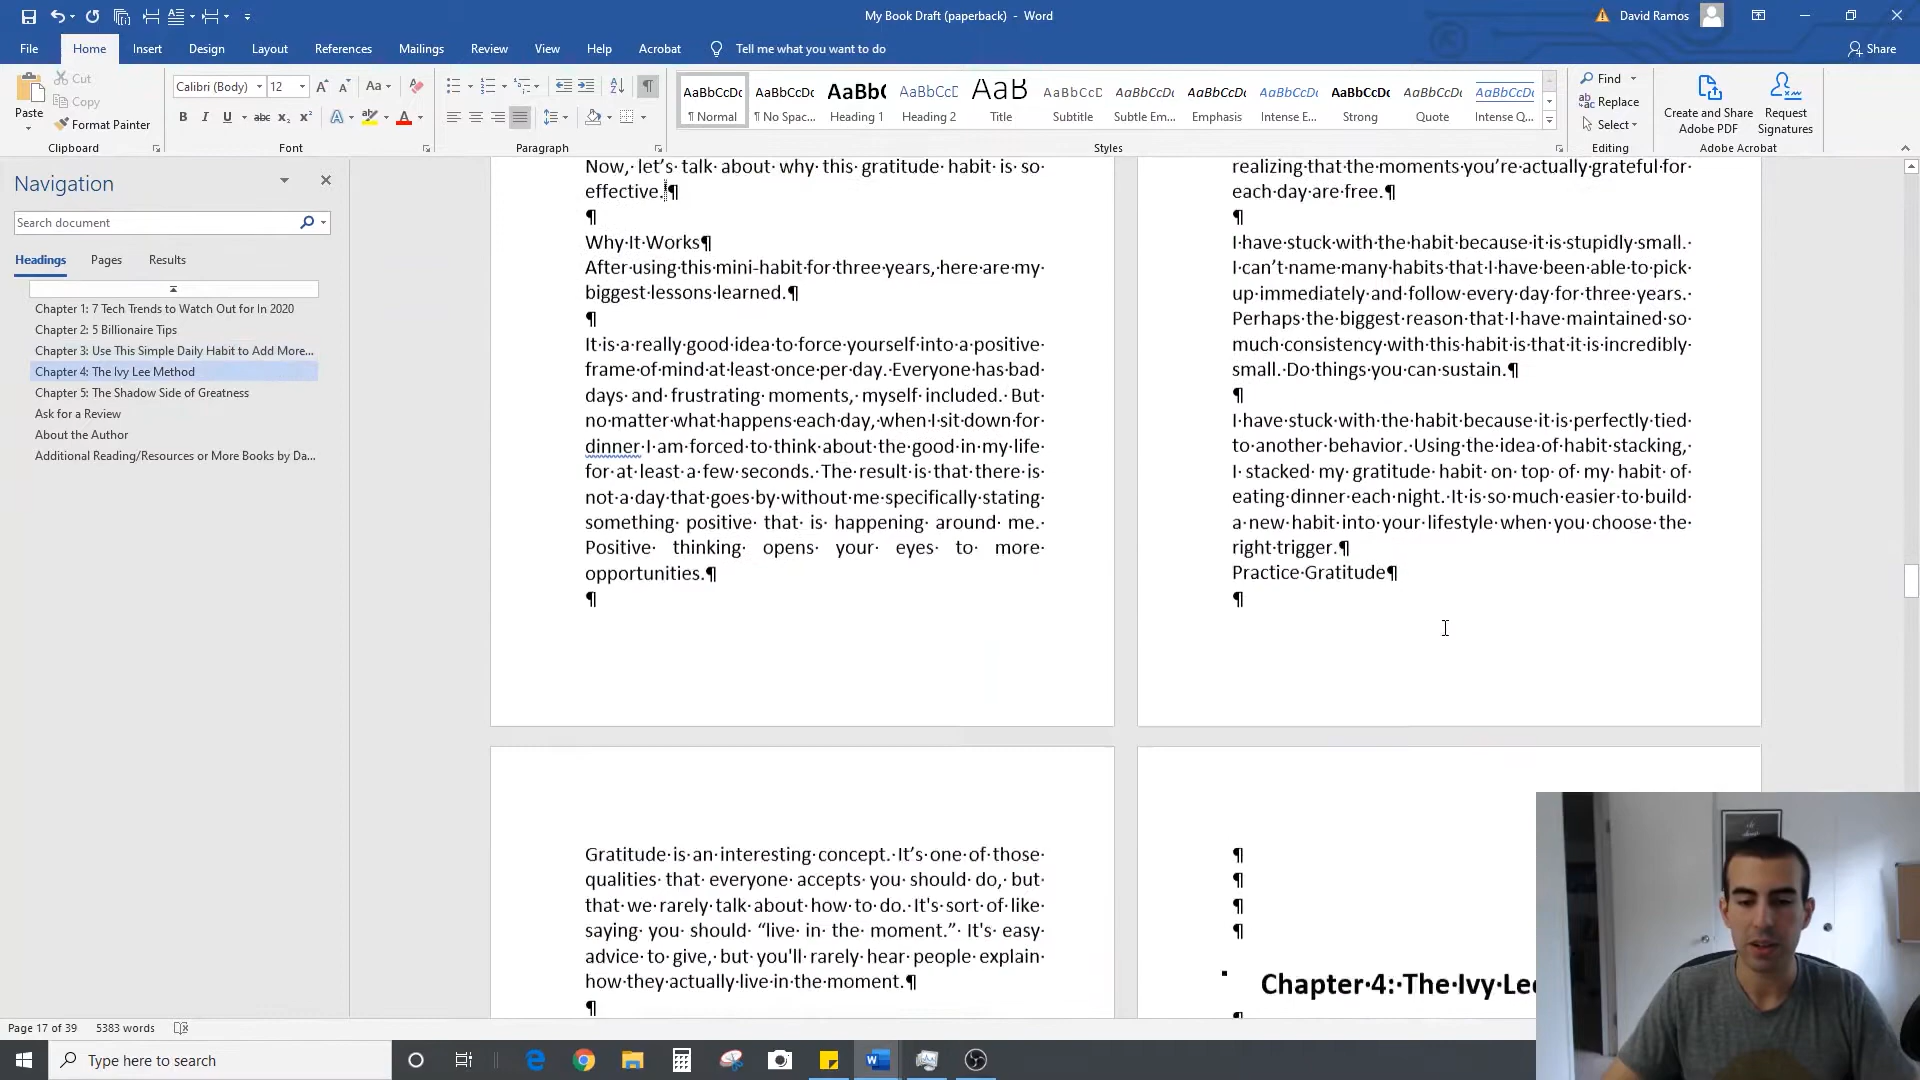 My Book Draft (paperback) - Word
David Ramos
File Home Insert Design Layout References Mailings Review View Help Acrobat Tell me what you want to do Share
Paste
Cut
Copy
Format Painter
Clipboard
Calibri (Body) 12
Font
Paragraph
AaBbCcDc AaBbCcDc AaBbC AaBbCcD AaB AaBbCcD AaBbCcDc AaBbCcDc AaBbCcDc AaBbCcDc AaBbCcDc AaBbCcDc
¶ Normal ¶ No Spac... Heading 1 Heading 2 Title Subtitle Subtle Em... Emphasis Intense E... Strong Quote Intense Q...
Styles
Find
Replace
Select
Editing
Create and Share Adobe PDF
Request Signatures
Adobe Acrobat
Navigation
Search document
Headings Pages Results
Chapter 1: 7 Tech Trends to Watch Out for In 2020
Chapter 2: 5 Billionaire Tips
Chapter 3: Use This Simple Daily Habit to Add More...
Chapter 4: The Ivy Lee Method
Chapter 5: The Shadow Side of Greatness
Ask for a Review
About the Author
Additional Reading/Resources or More Books by Da...
Now, let’s talk about why this gratitude habit is so
effective.¶
¶
Why It Works¶
After using this mini-habit for three years, here are my
biggest lessons learned.¶
¶
It is a really good idea to force yourself into a positive
frame of mind at least once per day. Everyone has bad
days and frustrating moments, myself included. But
no matter what happens each day, when I sit down for
dinner I am forced to think about the good in my life
for at least a few seconds. The result is that there is
not a day that goes by without me specifically stating
something positive that is happening around me.
Positive thinking opens your eyes to more
opportunities.¶
¶
realizing that the moments you’re actually grateful for
each day are free.¶
¶
I have stuck with the habit because it is stupidly small.
I can’t name many habits that I have been able to pick
up immediately and follow every day for three years.
Perhaps the biggest reason that I have maintained so
much consistency with this habit is that it is incredibly
small. Do things you can sustain.¶
¶
I have stuck with the habit because it is perfectly tied
to another behavior. Using the idea of habit stacking,
I stacked my gratitude habit on top of my habit of
eating dinner each night. It is so much easier to build
a new habit into your lifestyle when you choose the
right trigger.¶
Practice Gratitude¶
¶
Gratitude is an interesting concept. It’s one of those
qualities that everyone accepts you should do, but
that we rarely talk about how to do. It's sort of like
saying you should “live in the moment.” It's easy
advice to give, but you'll rarely hear people explain
how they actually live in the moment.¶
¶
¶
¶
¶
¶
Chapter 4: The Ivy Lee
¶
Page 17 of 39 5383 words
Type here to search